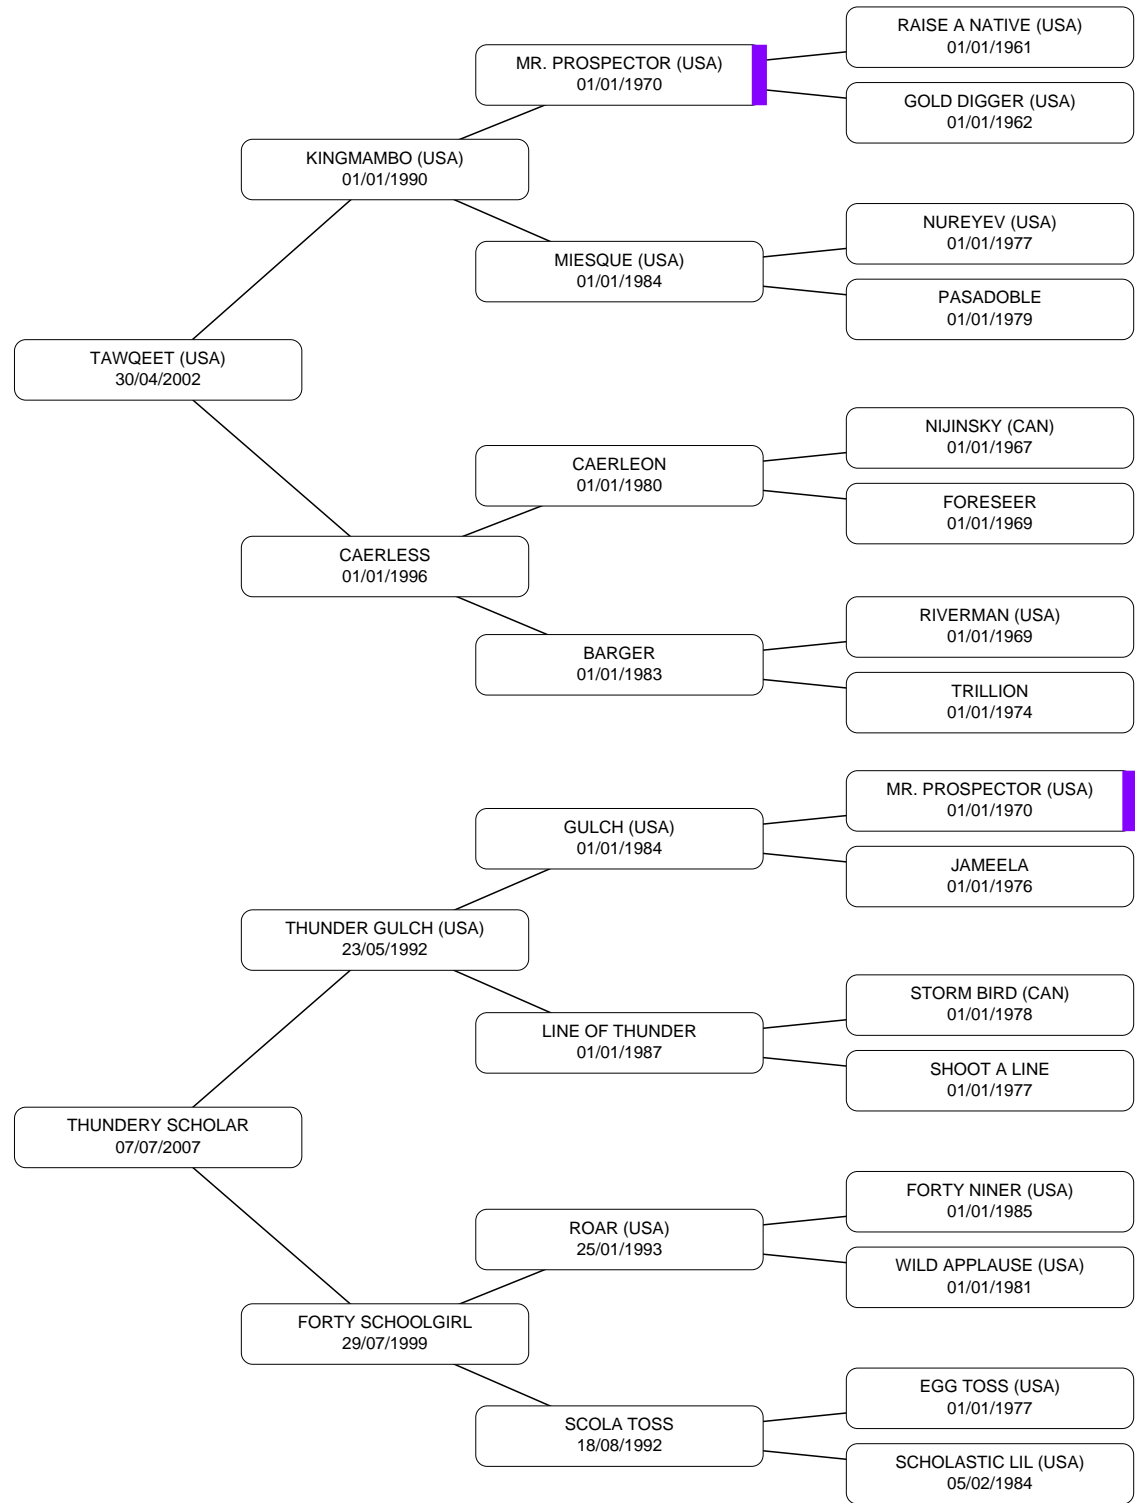 RAISE A NATIVE (USA)
01/01/1961
MR. PROSPECTOR (USA)
01/01/1970
GOLD DIGGER (USA)
01/01/1962
KINGMAMBO (USA)
01/01/1990
NUREYEV (USA)
01/01/1977
MIESQUE (USA)
01/01/1984
PASADOBLE
01/01/1979
TAWQEET (USA)
30/04/2002
NIJINSKY (CAN)
01/01/1967
CAERLEON
01/01/1980
FORESEER
01/01/1969
CAERLESS
01/01/1996
RIVERMAN (USA)
01/01/1969
BARGER
01/01/1983
TRILLION
01/01/1974
MR. PROSPECTOR (USA)
01/01/1970
GULCH (USA)
01/01/1984
JAMEELA
01/01/1976
THUNDER GULCH (USA)
23/05/1992
STORM BIRD (CAN)
01/01/1978
LINE OF THUNDER
01/01/1987
SHOOT A LINE
01/01/1977
THUNDERY SCHOLAR
07/07/2007
FORTY NINER (USA)
01/01/1985
ROAR (USA)
25/01/1993
WILD APPLAUSE (USA)
01/01/1981
FORTY SCHOOLGIRL
29/07/1999
EGG TOSS (USA)
01/01/1977
SCOLA TOSS
18/08/1992
SCHOLASTIC LIL (USA)
05/02/1984